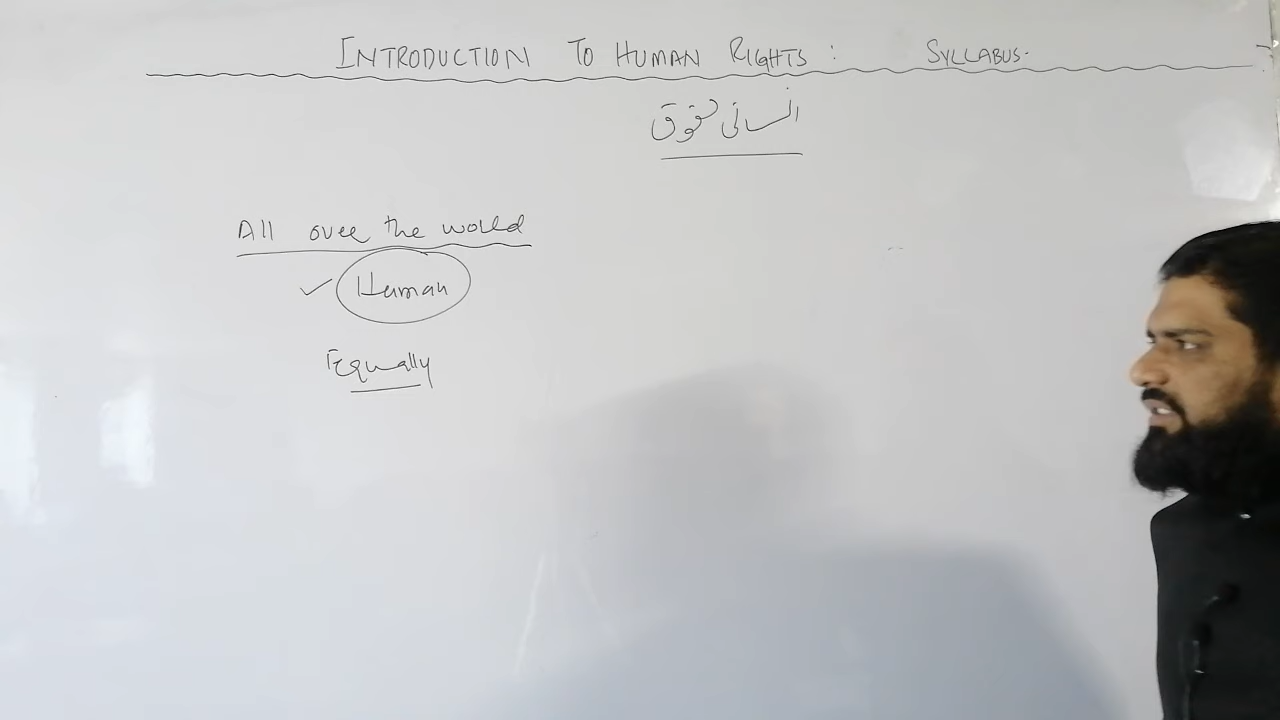 INTRODUCTION TO HUMAN RIGHTS : SYLLABUS.
انسانی حقوق
All over the world
✓ Human
Equally